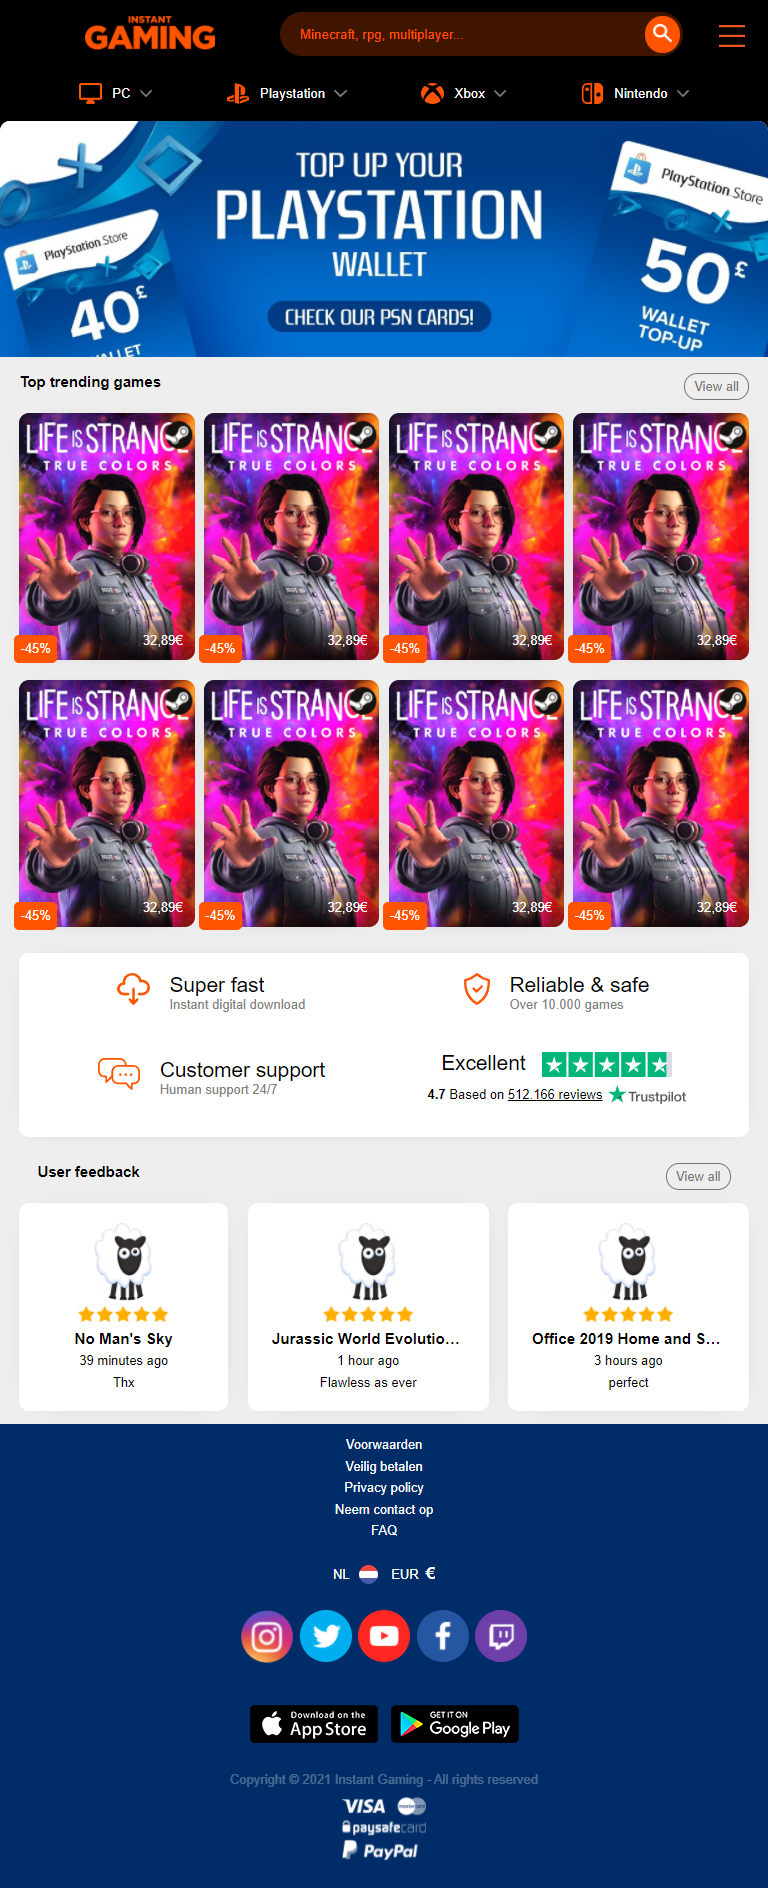 INSTANT
GAMING
Minecraft, rpg, multiplayer...
PC
Playstation
Xbox
Nintendo
TOP UP YOUR
PLAYSTATION
WALLET
CHECK OUR PSN CARDS!
PlayStation Store
40£
WALLET
PlayStation Store
50£
WALLET
TOP-UP
Top trending games
View all
LIFE IS STRANGE
TRUE COLORS
32,89€
-45%
LIFE IS STRANGE
TRUE COLORS
32,89€
-45%
LIFE IS STRANGE
TRUE COLORS
32,89€
-45%
LIFE IS STRANGE
TRUE COLORS
32,89€
-45%
LIFE IS STRANGE
TRUE COLORS
32,89€
-45%
LIFE IS STRANGE
TRUE COLORS
32,89€
-45%
LIFE IS STRANGE
TRUE COLORS
32,89€
-45%
LIFE IS STRANGE
TRUE COLORS
32,89€
-45%
Super fast
Instant digital download
Reliable & safe
Over 10.000 games
Customer support
Human support 24/7
Excellent
4.7 Based on 512.166 reviews Trustpilot
User feedback
View all
No Man's Sky
39 minutes ago
Thx
Jurassic World Evolutio...
1 hour ago
Flawless as ever
Office 2019 Home and S...
3 hours ago
perfect
Voorwaarden
Veilig betalen
Privacy policy
Neem contact op
FAQ
NL EUR €
Download on the
App Store
GET IT ON
Google Play
Copyright © 2021 Instant Gaming - All rights reserved
VISA mastercard
paysafecard
PayPal